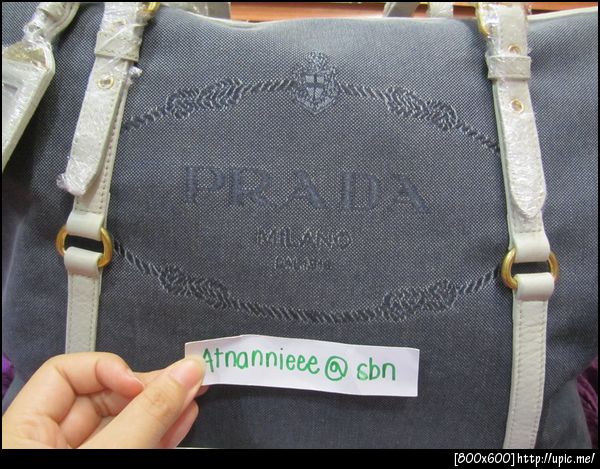 PRADA
MILANO
Atnannieee@sbn
[800x600]http://upic.me/